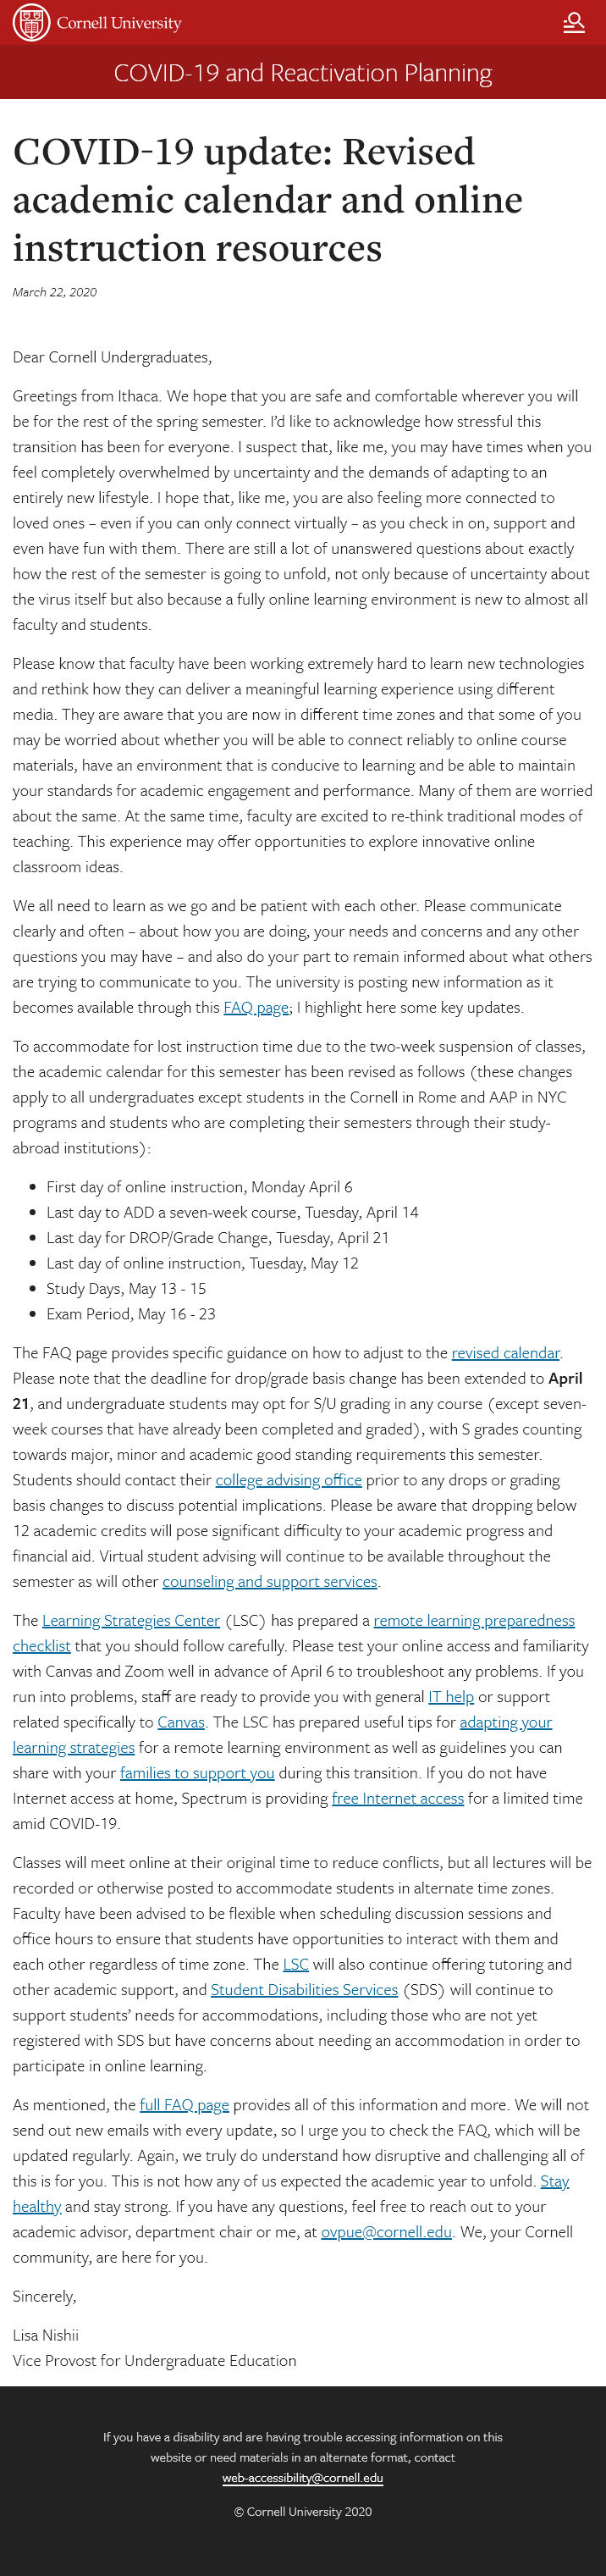 Cornell University
COVID-19 and Reactivation Planning
COVID-19 update: Revised
academic calendar and online
instruction resources
March 22, 2020
Dear Cornell Undergraduates,
Greetings from Ithaca. We hope that you are safe and comfortable wherever you will
be for the rest of the spring semester. I’d like to acknowledge how stressful this
transition has been for everyone. I suspect that, like me, you may have times when you
feel completely overwhelmed by uncertainty and the demands of adapting to an
entirely new lifestyle. I hope that, like me, you are also feeling more connected to
loved ones – even if you can only connect virtually – as you check in on, support and
even have fun with them. There are still a lot of unanswered questions about exactly
how the rest of the semester is going to unfold, not only because of uncertainty about
the virus itself but also because a fully online learning environment is new to almost all
faculty and students.
Please know that faculty have been working extremely hard to learn new technologies
and rethink how they can deliver a meaningful learning experience using different
media. They are aware that you are now in different time zones and that some of you
may be worried about whether you will be able to connect reliably to online course
materials, have an environment that is conducive to learning and be able to maintain
your standards for academic engagement and performance. Many of them are worried
about the same. At the same time, faculty are excited to re-think traditional modes of
teaching. This experience may offer opportunities to explore innovative online
classroom ideas.
We all need to learn as we go and be patient with each other. Please communicate
clearly and often – about how you are doing, your needs and concerns and any other
questions you may have – and also do your part to remain informed about what others
are trying to communicate to you. The university is posting new information as it
becomes available through this FAQ page; I highlight here some key updates.
To accommodate for lost instruction time due to the two-week suspension of classes,
the academic calendar for this semester has been revised as follows (these changes
apply to all undergraduates except students in the Cornell in Rome and AAP in NYC
programs and students who are completing their semesters through their study-
abroad institutions):
• First day of online instruction, Monday April 6
• Last day to ADD a seven-week course, Tuesday, April 14
• Last day for DROP/Grade Change, Tuesday, April 21
• Last day of online instruction, Tuesday, May 12
• Study Days, May 13 - 15
• Exam Period, May 16 - 23
The FAQ page provides specific guidance on how to adjust to the revised calendar.
Please note that the deadline for drop/grade basis change has been extended to April
21, and undergraduate students may opt for S/U grading in any course (except seven-
week courses that have already been completed and graded), with S grades counting
towards major, minor and academic good standing requirements this semester.
Students should contact their college advising office prior to any drops or grading
basis changes to discuss potential implications. Please be aware that dropping below
12 academic credits will pose significant difficulty to your academic progress and
financial aid. Virtual student advising will continue to be available throughout the
semester as will other counseling and support services.
The Learning Strategies Center (LSC) has prepared a remote learning preparedness
checklist that you should follow carefully. Please test your online access and familiarity
with Canvas and Zoom well in advance of April 6 to troubleshoot any problems. If you
run into problems, staff are ready to provide you with general IT help or support
related specifically to Canvas. The LSC has prepared useful tips for adapting your
learning strategies for a remote learning environment as well as guidelines you can
share with your families to support you during this transition. If you do not have
Internet access at home, Spectrum is providing free Internet access for a limited time
amid COVID-19.
Classes will meet online at their original time to reduce conflicts, but all lectures will be
recorded or otherwise posted to accommodate students in alternate time zones.
Faculty have been advised to be flexible when scheduling discussion sessions and
office hours to ensure that students have opportunities to interact with them and
each other regardless of time zone. The LSC will also continue offering tutoring and
other academic support, and Student Disabilities Services (SDS) will continue to
support students’ needs for accommodations, including those who are not yet
registered with SDS but have concerns about needing an accommodation in order to
participate in online learning.
As mentioned, the full FAQ page provides all of this information and more. We will not
send out new emails with every update, so I urge you to check the FAQ, which will be
updated regularly. Again, we truly do understand how disruptive and challenging all of
this is for you. This is not how any of us expected the academic year to unfold. Stay
healthy and stay strong. If you have any questions, feel free to reach out to your
academic advisor, department chair or me, at ovpue@cornell.edu. We, your Cornell
community, are here for you.
Sincerely,
Lisa Nishii
Vice Provost for Undergraduate Education
If you have a disability and are having trouble accessing information on this
website or need materials in an alternate format, contact
web-accessibility@cornell.edu
© Cornell University 2020